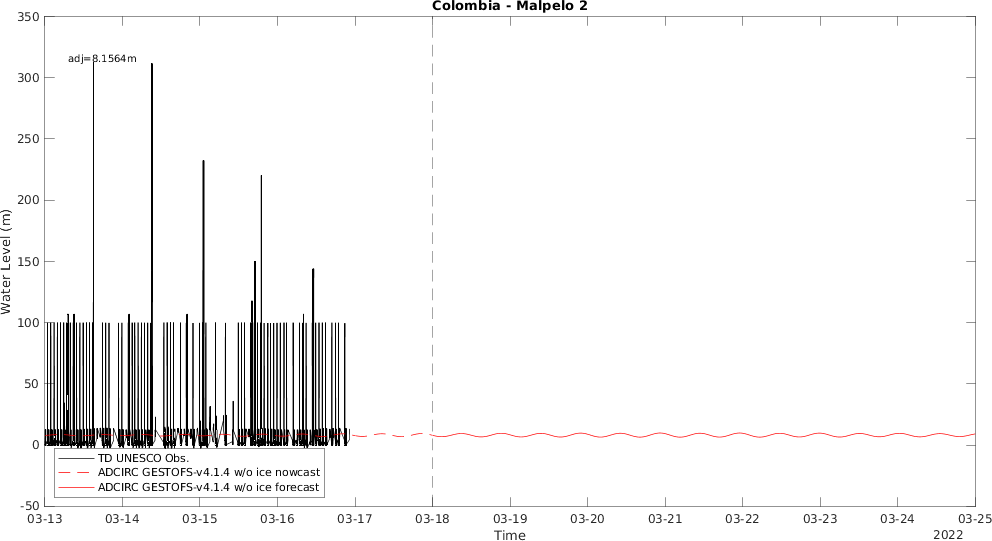 Colombia - Malpelo 2
350
300
250
200
150
100
50
0
-50
Water Level (m)
adj=8.1564m
TD UNESCO Obs.
ADCIRC GESTOFS-v4.1.4 w/o ice nowcast
ADCIRC GESTOFS-v4.1.4 w/o ice forecast
03-13 03-14 03-15 03-16 03-17 03-18 03-19 03-20 03-21 03-22 03-23 03-24 03-25
Time
2022